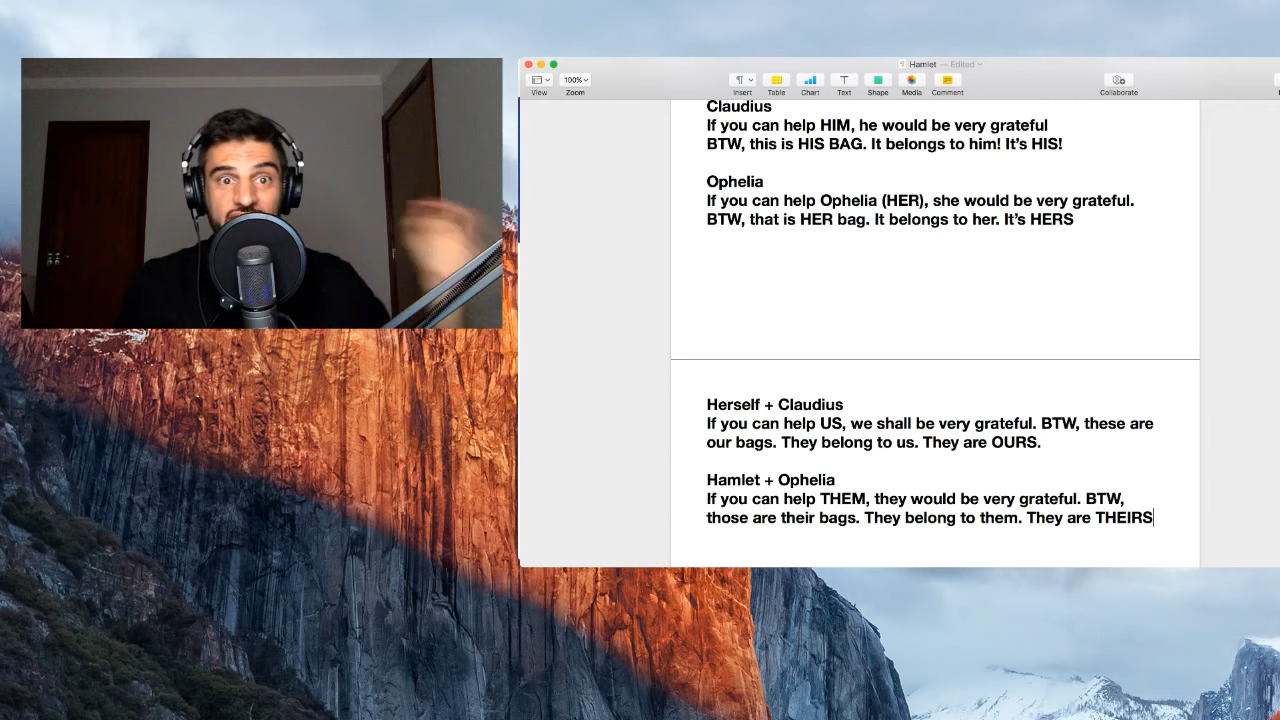 Hamlet — Edited
100%
View
Zoom
Insert
Table
Chart
Text
Shape
Media
Comment
Collaborate
Claudius
If you can help HIM, he would be very grateful
BTW, this is HIS BAG. It belongs to him! It’s HIS!
Ophelia
If you can help Ophelia (HER), she would be very grateful.
BTW, that is HER bag. It belongs to her. It’s HERS
Herself + Claudius
If you can help US, we shall be very grateful. BTW, these are
our bags. They belong to us. They are OURS.
Hamlet + Ophelia
If you can help THEM, they would be very grateful. BTW,
those are their bags. They belong to them. They are THEIRS